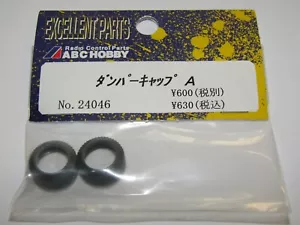 EXCELLENT PARTS
Radio Control Parts
ABC HOBBY
ダンパーキャップ A
¥600(税別)
No.24046
¥630(税込)